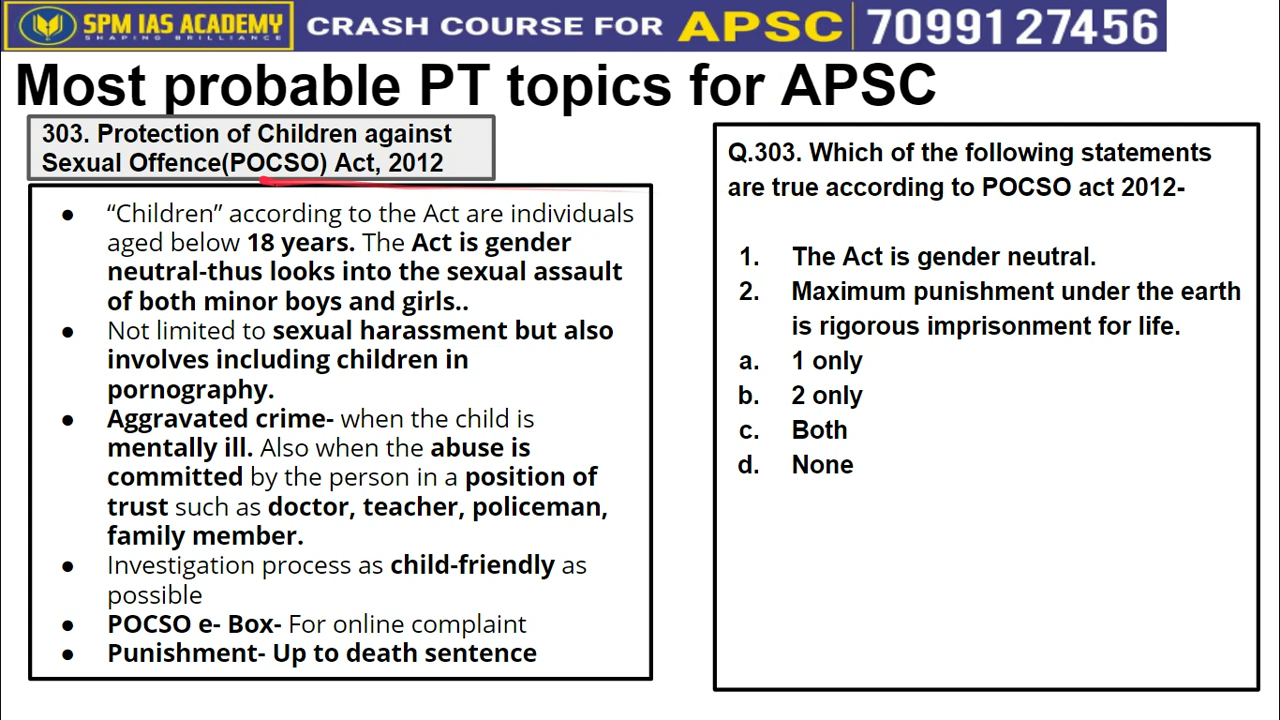 SPM IAS ACADEMY
SHAPING BRILLIANCE
CRASH COURSE FOR APSC 7099127456
Most probable PT topics for APSC
303. Protection of Children against
Sexual Offence(POCSO) Act, 2012
● “Children” according to the Act are individuals
aged below 18 years. The Act is gender
neutral-thus looks into the sexual assault
of both minor boys and girls..
● Not limited to sexual harassment but also
involves including children in
pornography.
● Aggravated crime- when the child is
mentally ill. Also when the abuse is
committed by the person in a position of
trust such as doctor, teacher, policeman,
family member.
● Investigation process as child-friendly as
possible
● POCSO e- Box- For online complaint
● Punishment- Up to death sentence
Q.303. Which of the following statements
are true according to POCSO act 2012-
1. The Act is gender neutral.
2. Maximum punishment under the earth
is rigorous imprisonment for life.
a. 1 only
b. 2 only
c. Both
d. None